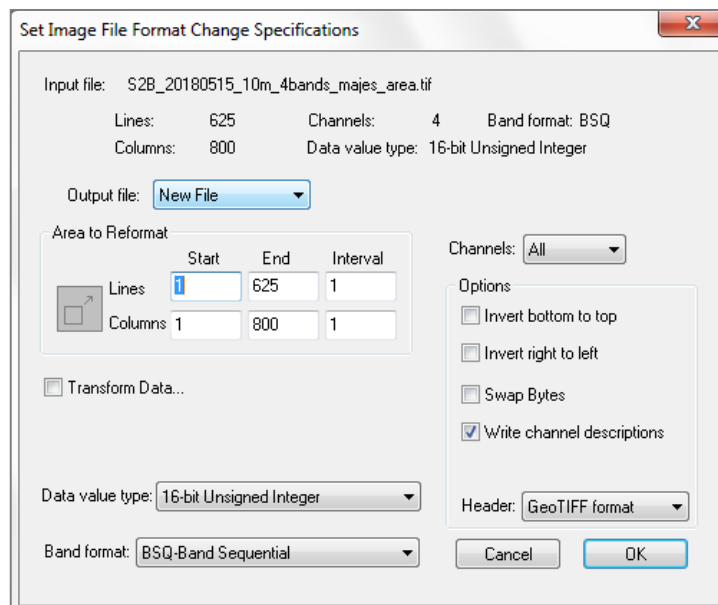 Set Image File Format Change Specifications
Input file: S2B_20180515_10m_4bands_majes_area.tif
Lines: 625 Channels: 4 Band format: BSQ
Columns: 800 Data value type: 16-bit Unsigned Integer
Output file: New File
Area to Reformat
Start End Interval
Lines 1 625 1
Columns 1 800 1
Transform Data...
Channels: All
Options
Invert bottom to top
Invert right to left
Swap Bytes
Write channel descriptions
Data value type: 16-bit Unsigned Integer
Header: GeoTIFF format
Band format: BSQ-Band Sequential
Cancel OK